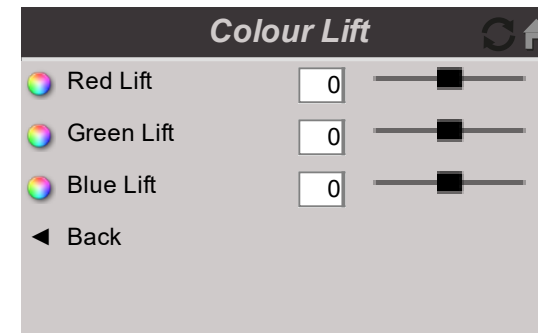 Colour Lift
Red Lift 0
Green Lift 0
Blue Lift 0
Back